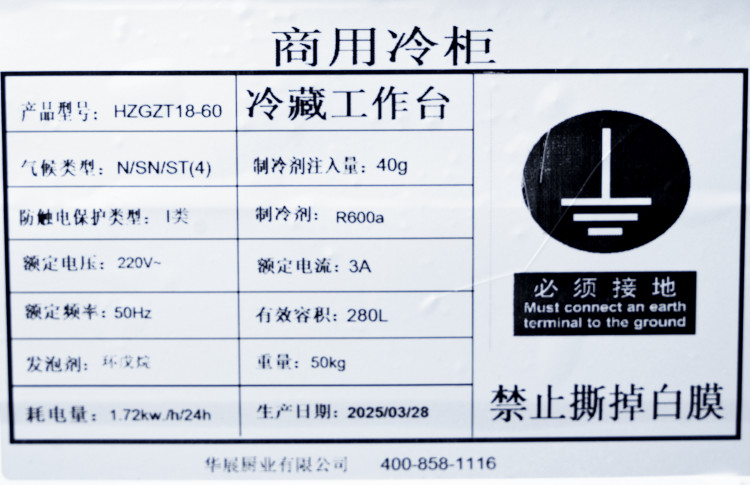 商用冷柜
产品型号: HZGZT18-60
冷藏工作台
气候类型: N/SN/ST(4)
制冷剂注入量: 40g
防触电保护类型: I类
制冷剂: R600a
额定电压: 220V~
额定电流: 3A
额定频率: 50Hz
有效容积: 280L
发泡剂: 环戊烷
重量: 50kg
耗电量: 1.72kw./h/24h
生产日期: 2025/03/28
必须接地
Must connect an earth
terminal to the ground
禁止撕掉白膜
华展厨业有限公司 400-858-1116